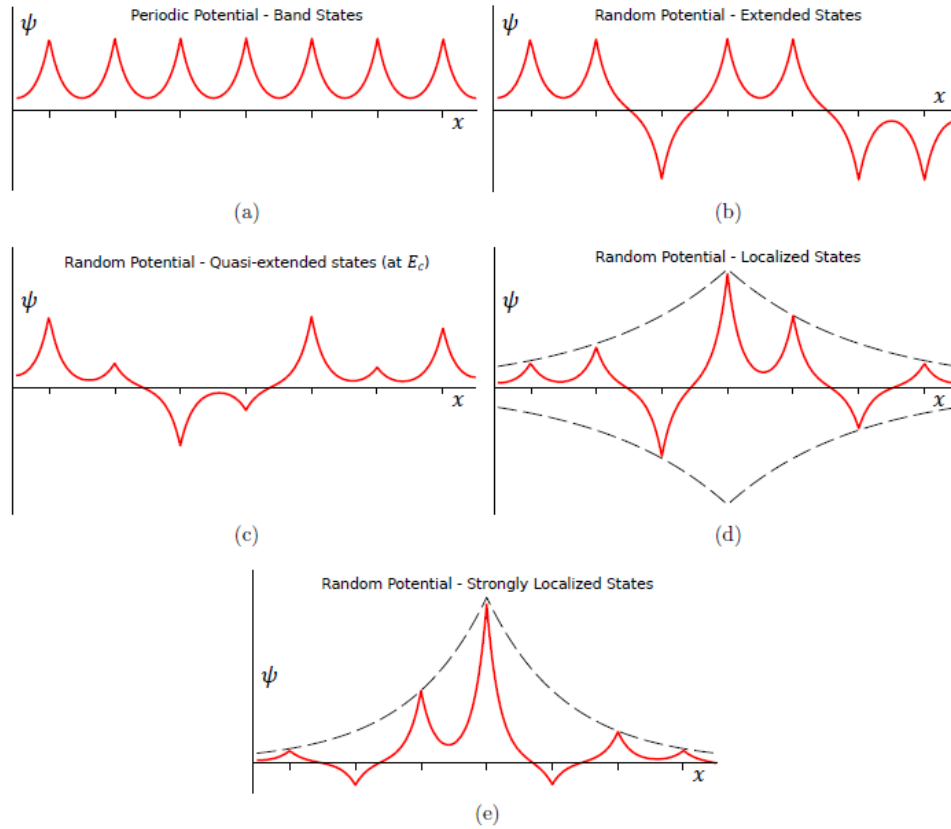 Periodic Potential - Band States
ψ
x
(a)
Random Potential - Extended States
ψ
x
(b)
Random Potential - Quasi-extended states (at E_c)
ψ
x
(c)
Random Potential - Localized States
ψ
x
(d)
Random Potential - Strongly Localized States
ψ
x
(e)